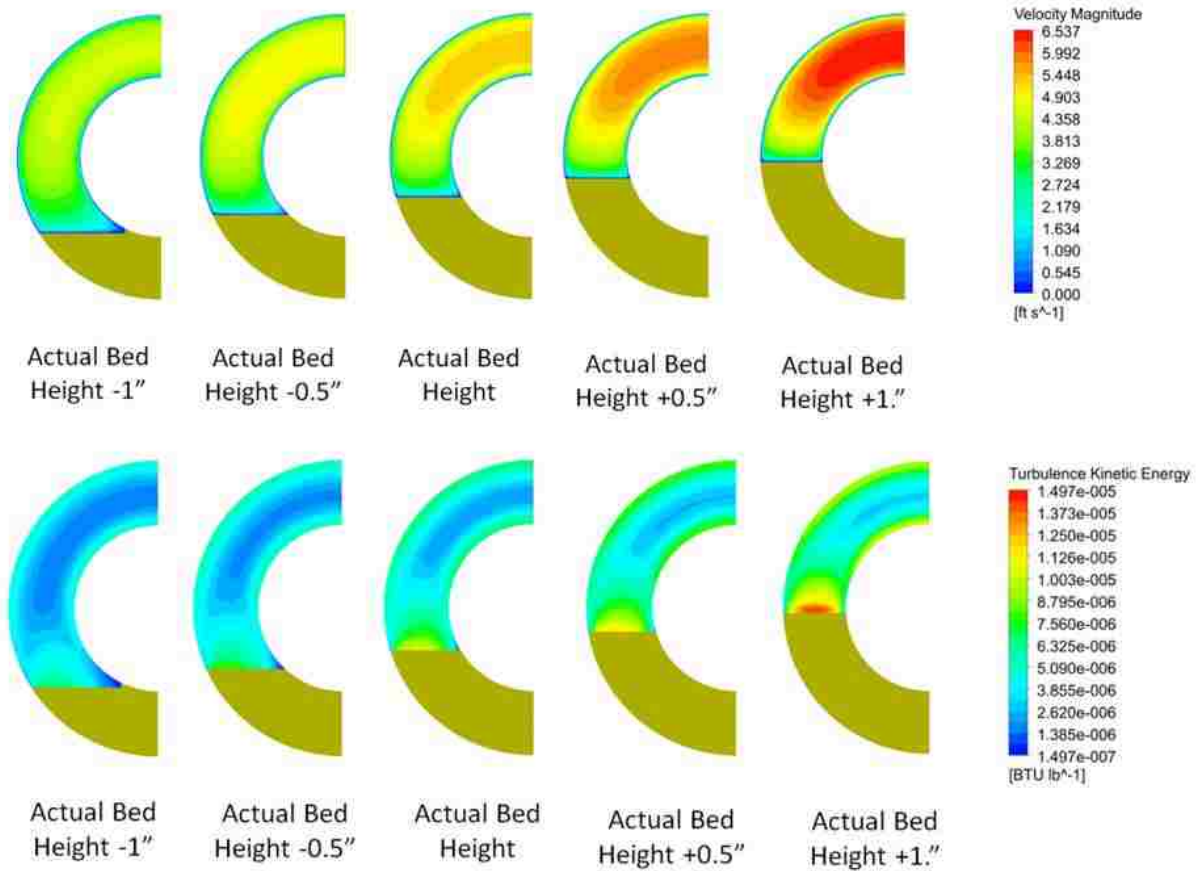 Velocity Magnitude
6.537
5.992
5.448
4.903
4.358
3.813
3.269
2.724
2.179
1.634
1.090
0.545
0.000
[ft s^-1]
Actual Bed
Height -1”
Actual Bed
Height -0.5”
Actual Bed
Height
Actual Bed
Height +0.5”
Actual Bed
Height +1.”
Turbulence Kinetic Energy
1.497e-005
1.373e-005
1.250e-005
1.126e-005
1.003e-005
8.795e-006
7.560e-006
6.325e-006
5.090e-006
3.855e-006
2.620e-006
1.385e-006
1.497e-007
[BTU lb^-1]
Actual Bed
Height -1”
Actual Bed
Height -0.5”
Actual Bed
Height
Actual Bed
Height +0.5”
Actual Bed
Height +1.”